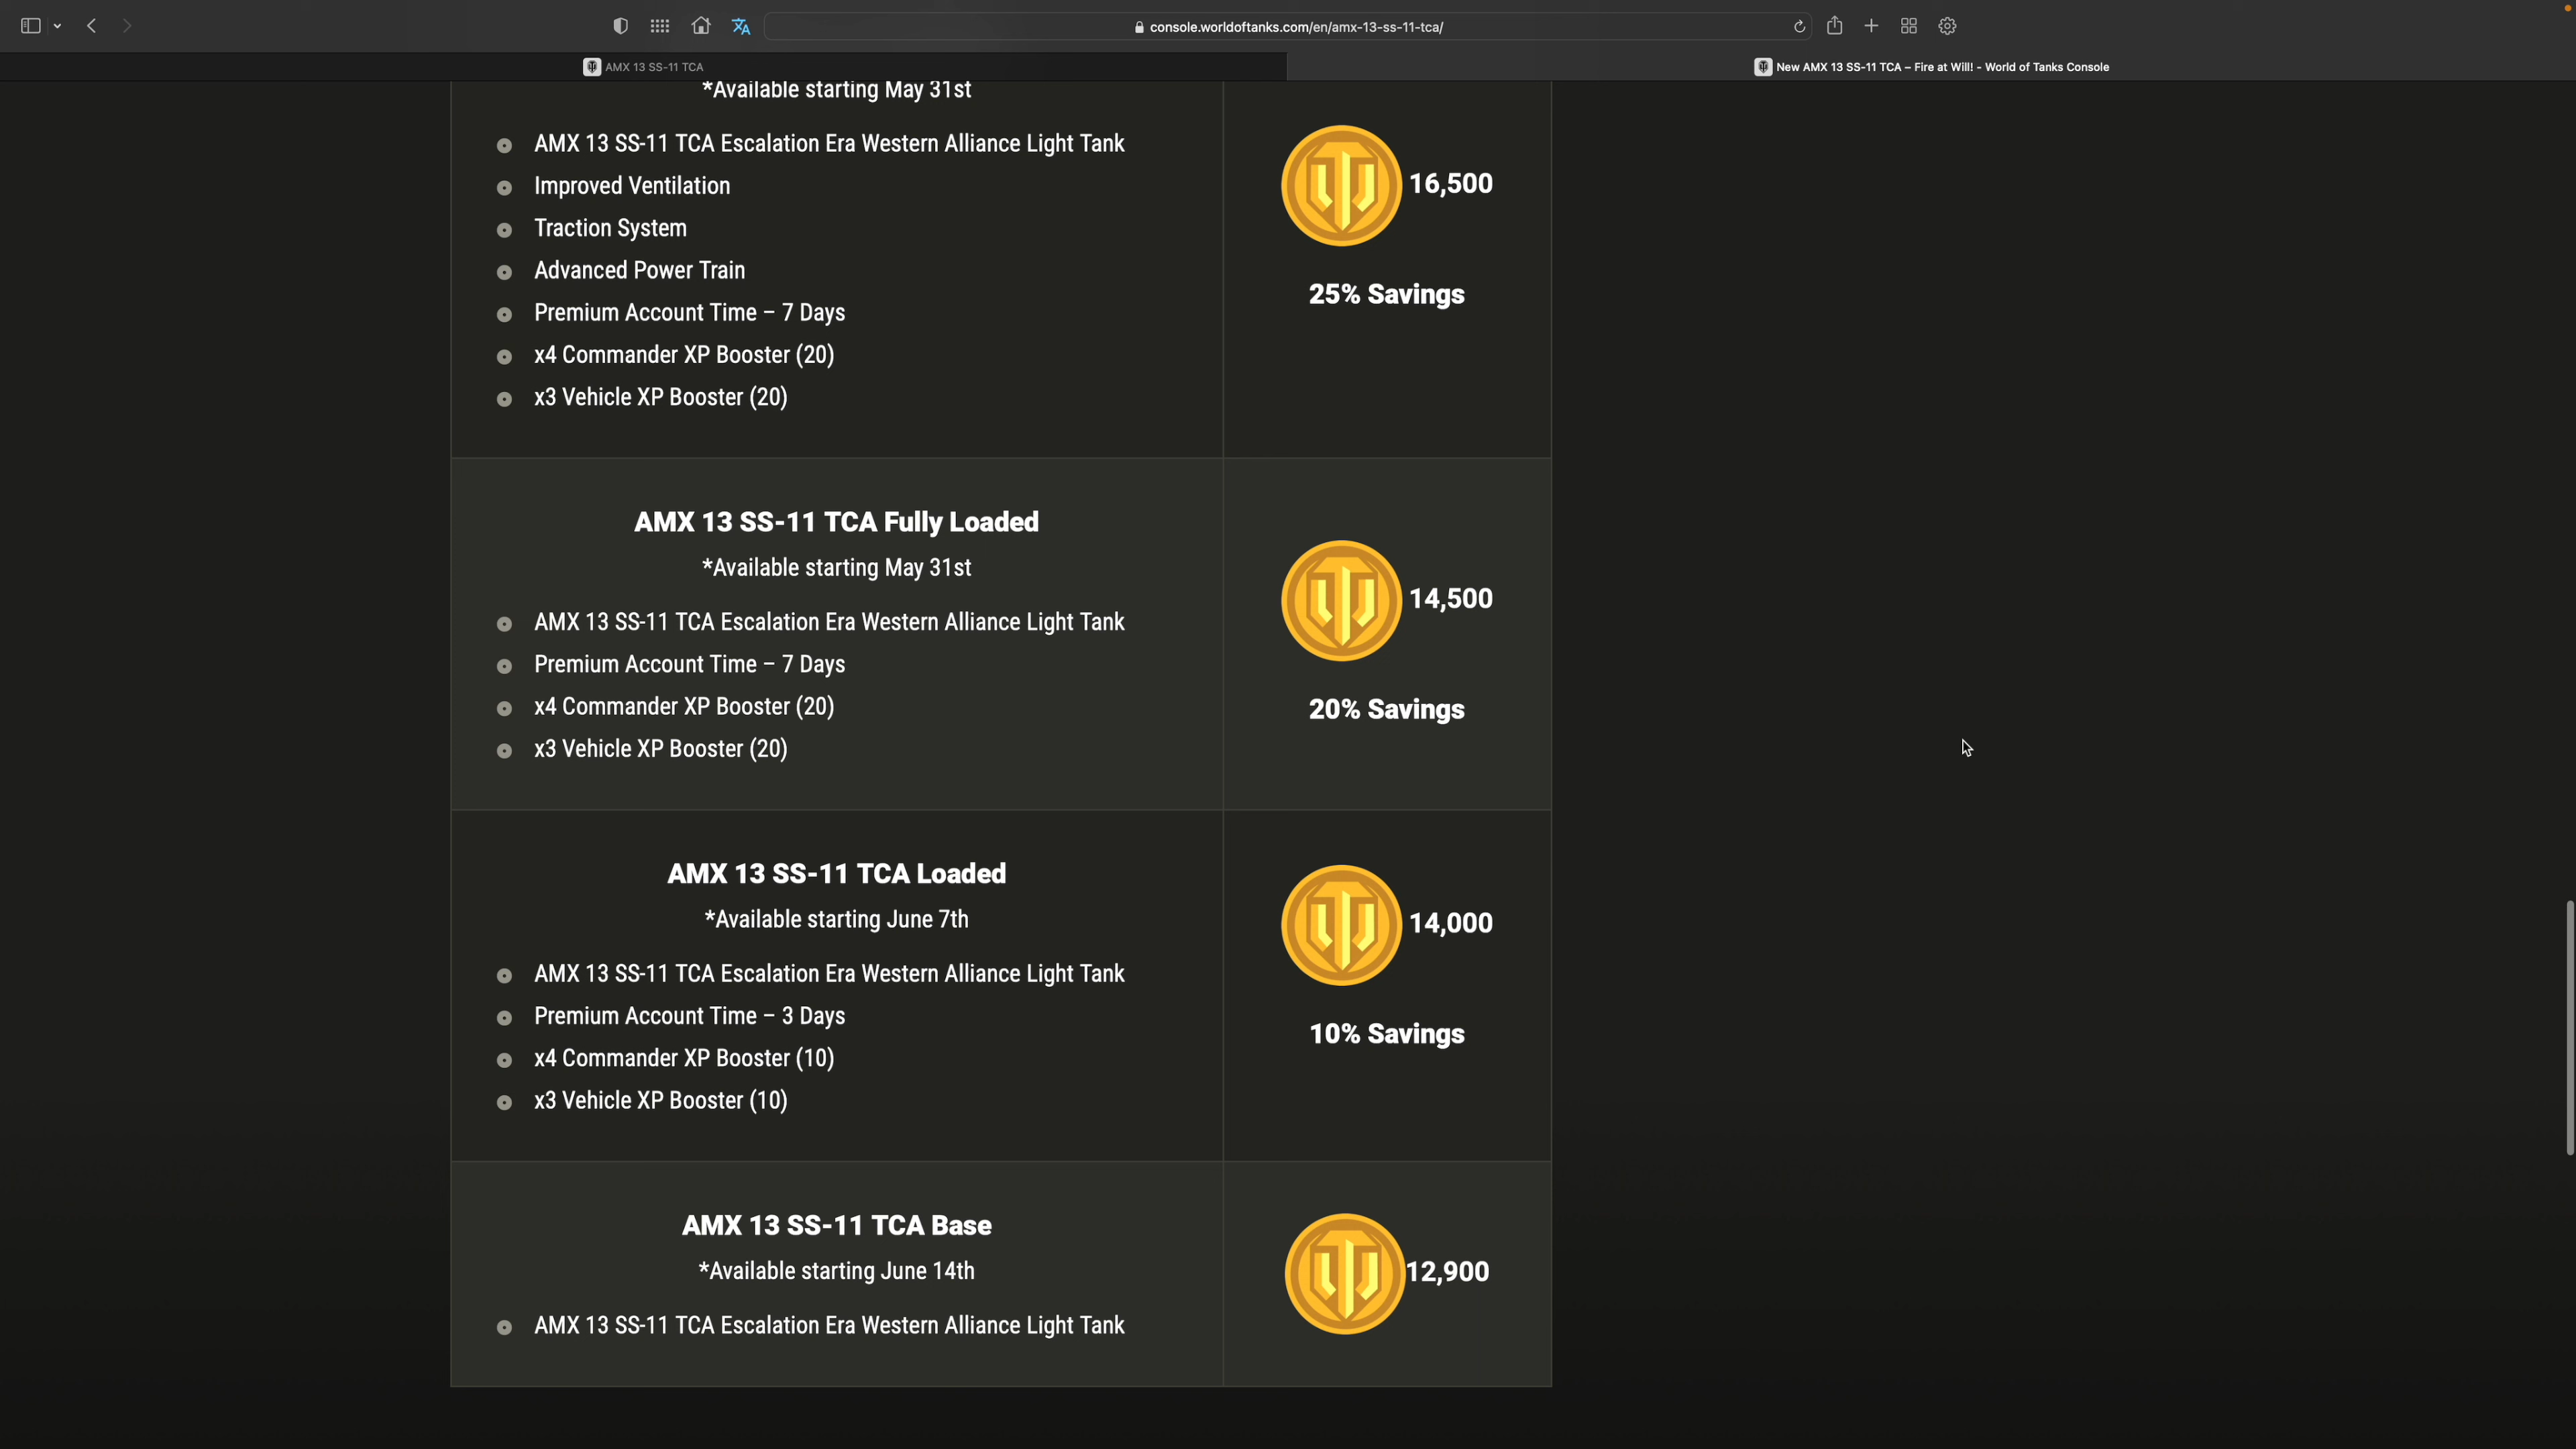 console.worldoftanks.com/en/amx-13-ss-11-tca/
AMX 13 SS-11 TCA
New AMX 13 SS-11 TCA – Fire at Will! - World of Tanks Console
*Available starting May 31st
AMX 13 SS-11 TCA Escalation Era Western Alliance Light Tank
Improved Ventilation
Traction System
Advanced Power Train
Premium Account Time – 7 Days
x4 Commander XP Booster (20)
x3 Vehicle XP Booster (20)
16,500
25% Savings
AMX 13 SS-11 TCA Fully Loaded
*Available starting May 31st
AMX 13 SS-11 TCA Escalation Era Western Alliance Light Tank
Premium Account Time – 7 Days
x4 Commander XP Booster (20)
x3 Vehicle XP Booster (20)
14,500
20% Savings
AMX 13 SS-11 TCA Loaded
*Available starting June 7th
AMX 13 SS-11 TCA Escalation Era Western Alliance Light Tank
Premium Account Time – 3 Days
x4 Commander XP Booster (10)
x3 Vehicle XP Booster (10)
14,000
10% Savings
AMX 13 SS-11 TCA Base
*Available starting June 14th
AMX 13 SS-11 TCA Escalation Era Western Alliance Light Tank
12,900